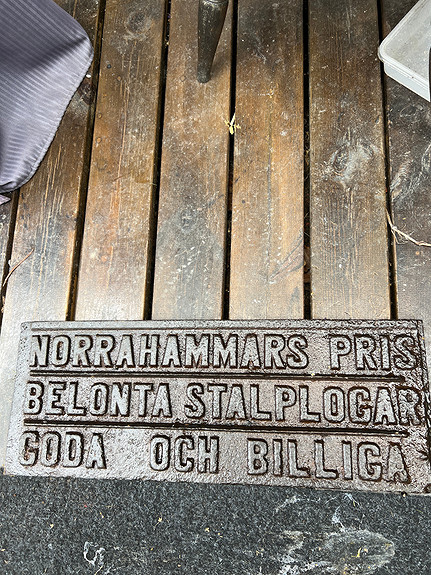 NORRAHAMMARS PRIS
BELONTA STALPLOGAR
GODA OCH BILLIGA